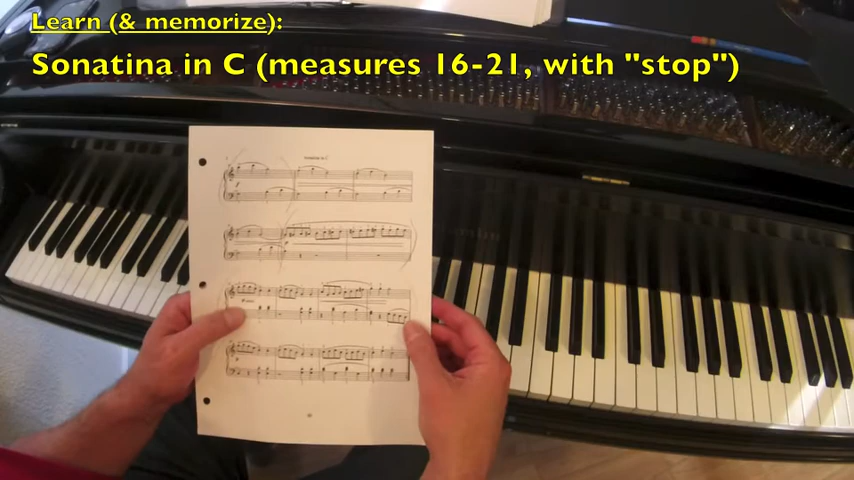 Learn (& memorize):
Sonatina in C (measures 16-21, with "stop")